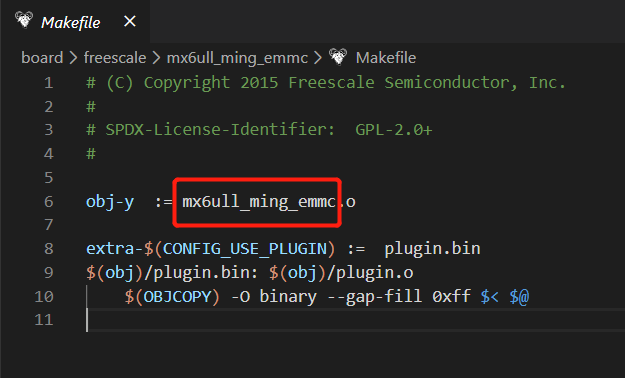 Makefile ×
board > freescale > mx6ull_ming_emmc > Makefile
1 # (C) Copyright 2015 Freescale Semiconductor, Inc.
2 #
3 # SPDX-License-Identifier:  GPL-2.0+
4 #
5
6 obj-y  := mx6ull_ming_emmc.o
7
8 extra-$(CONFIG_USE_PLUGIN) :=  plugin.bin
9 $(obj)/plugin.bin: $(obj)/plugin.o
10     $(OBJCOPY) -O binary --gap-fill 0xff $< $@
11